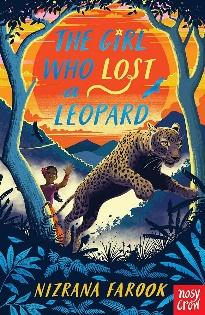 THE GIRL
WHO LOST
a
LEOPARD
NIZRANA FAROOK
nosy
crow